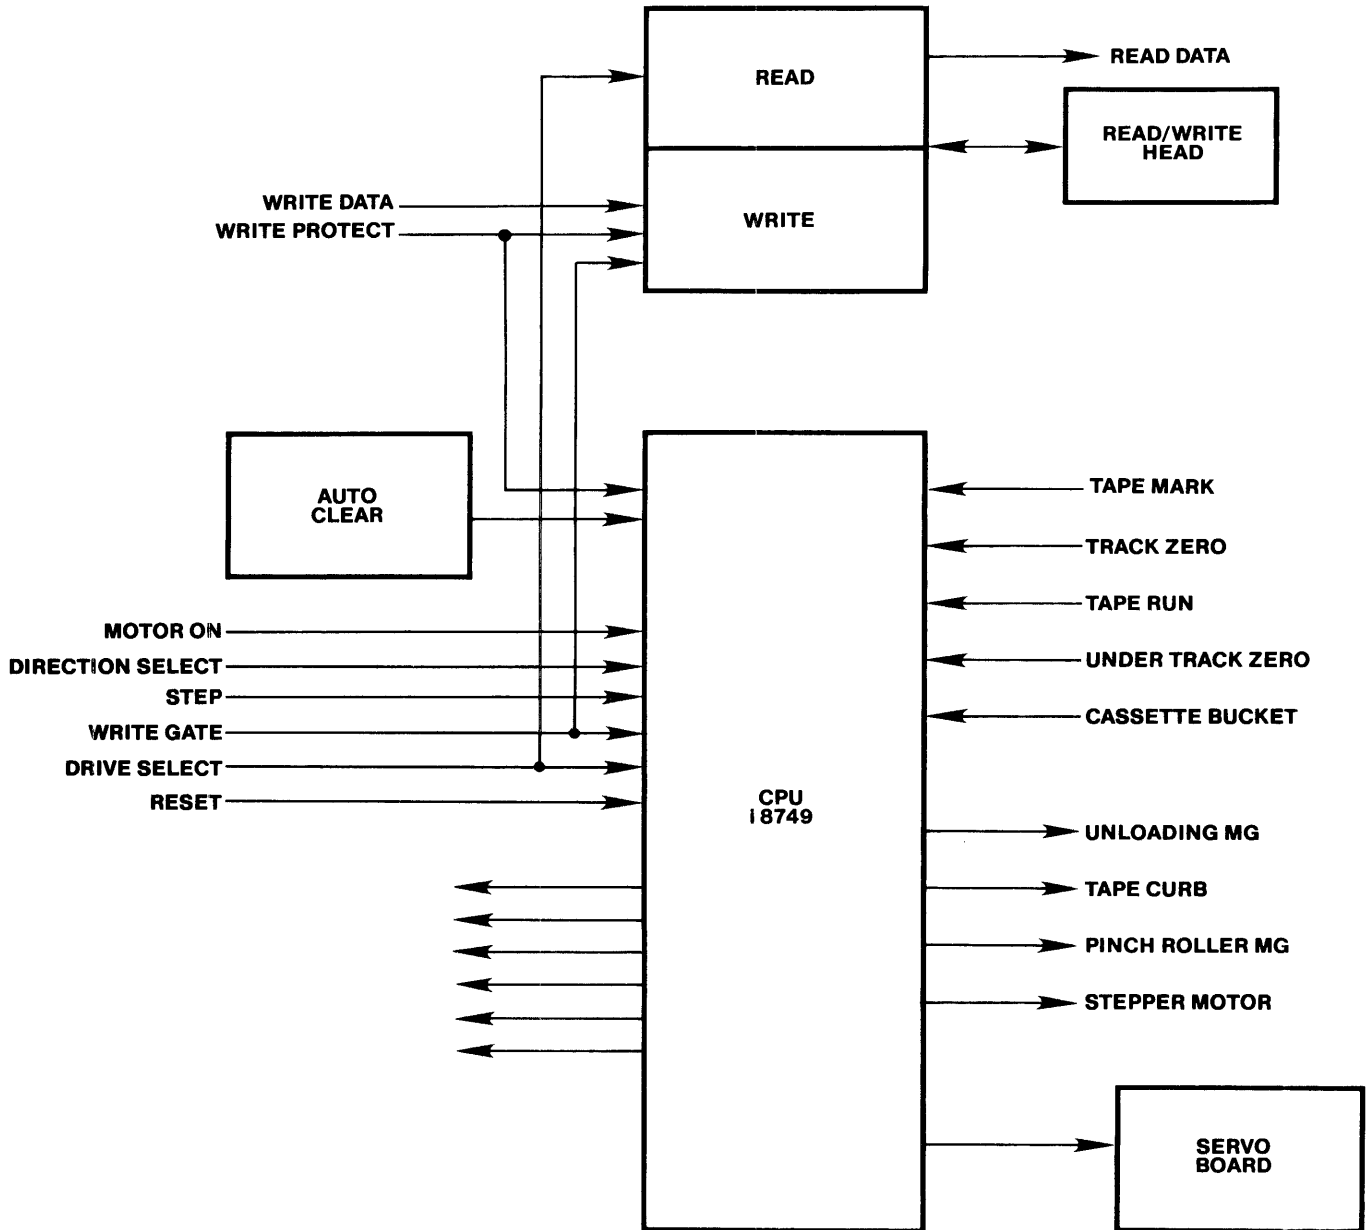 READ
READ DATA
READ/WRITE
HEAD
WRITE DATA
WRITE PROTECT
WRITE
AUTO
CLEAR
TAPE MARK
TRACK ZERO
TAPE RUN
UNDER TRACK ZERO
CASSETTE BUCKET
MOTOR ON
DIRECTION SELECT
STEP
WRITE GATE
DRIVE SELECT
RESET
CPU
i 8749
UNLOADING MG
TAPE CURB
PINCH ROLLER MG
STEPPER MOTOR
SERVO
BOARD